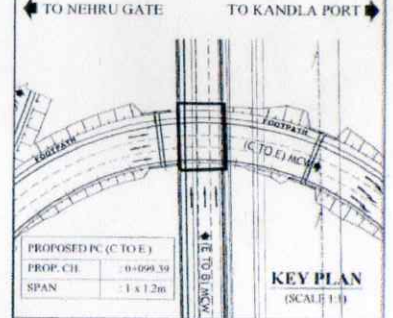 TO NEHRU GATE
TO KANDLA PORT
FOOTPATH
FOOTPATH
(C TO E) MCW
(E TO B) MCW
PROPOSED PC (C TO E)
PROP. CH. : 0+099.39
SPAN : 1 x 1.2m
KEY PLAN
(SCALE 1:1)